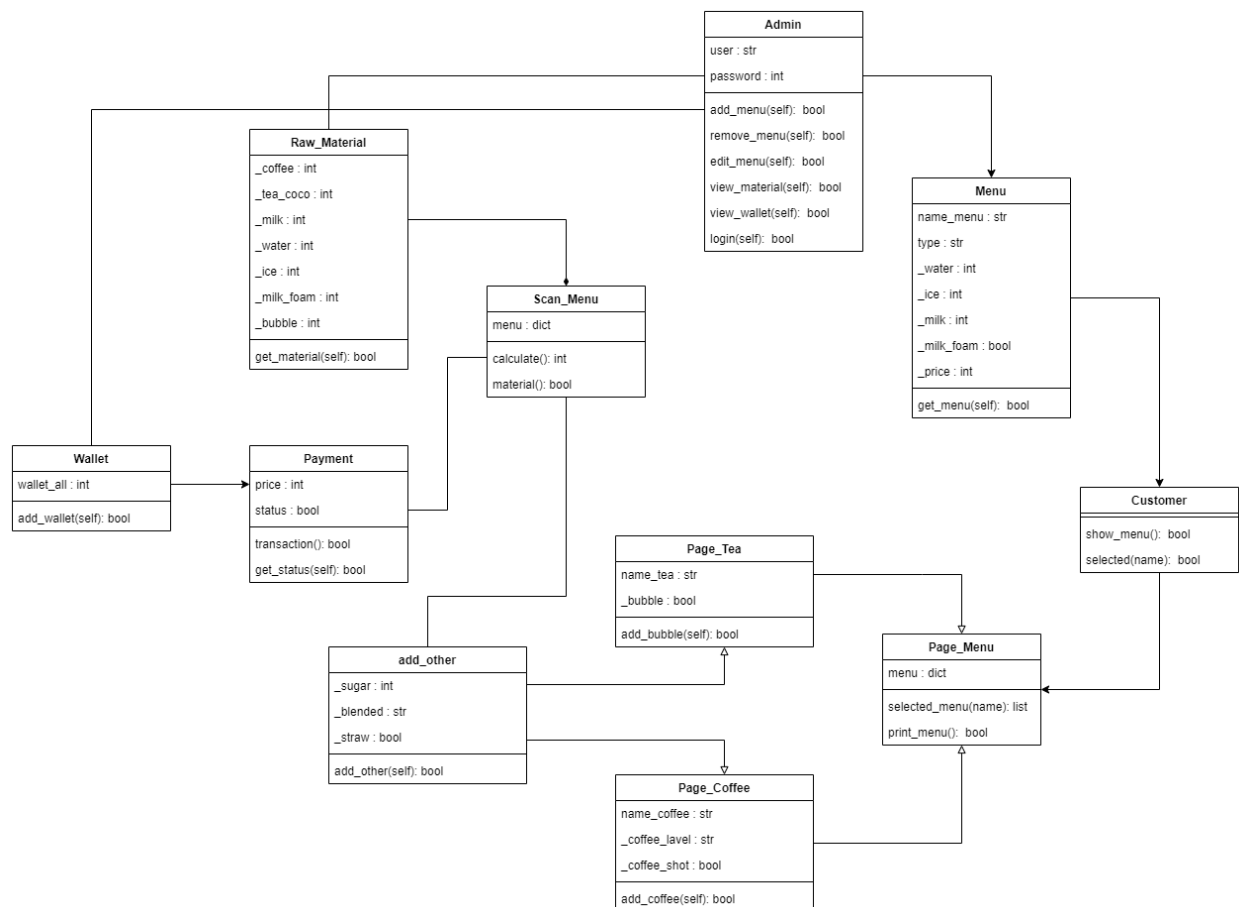 Admin
user : str
password : int
add_menu(self):  bool
remove_menu(self):  bool
edit_menu(self):  bool
view_material(self):  bool
view_wallet(self):  bool
login(self):  bool
Raw_Material
_coffee : int
_tea_coco : int
_milk : int
_water : int
_ice : int
_milk_foam : int
_bubble : int
get_material(self): bool
Menu
name_menu : str
type : str
_water : int
_ice : int
_milk : int
_milk_foam : bool
_price : int
get_menu(self):  bool
Scan_Menu
menu : dict
calculate(): int
material(): bool
Wallet
wallet_all : int
add_wallet(self): bool
Payment
price : int
status : bool
transaction(): bool
get_status(self): bool
Customer
show_menu():  bool
selected(name):  bool
Page_Tea
name_tea : str
_bubble : bool
add_bubble(self): bool
Page_Menu
menu : dict
selected_menu(name): list
print_menu():  bool
add_other
_sugar : int
_blended : str
_straw : bool
add_other(self): bool
Page_Coffee
name_coffee : str
_coffee_lavel : str
_coffee_shot : bool
add_coffee(self): bool